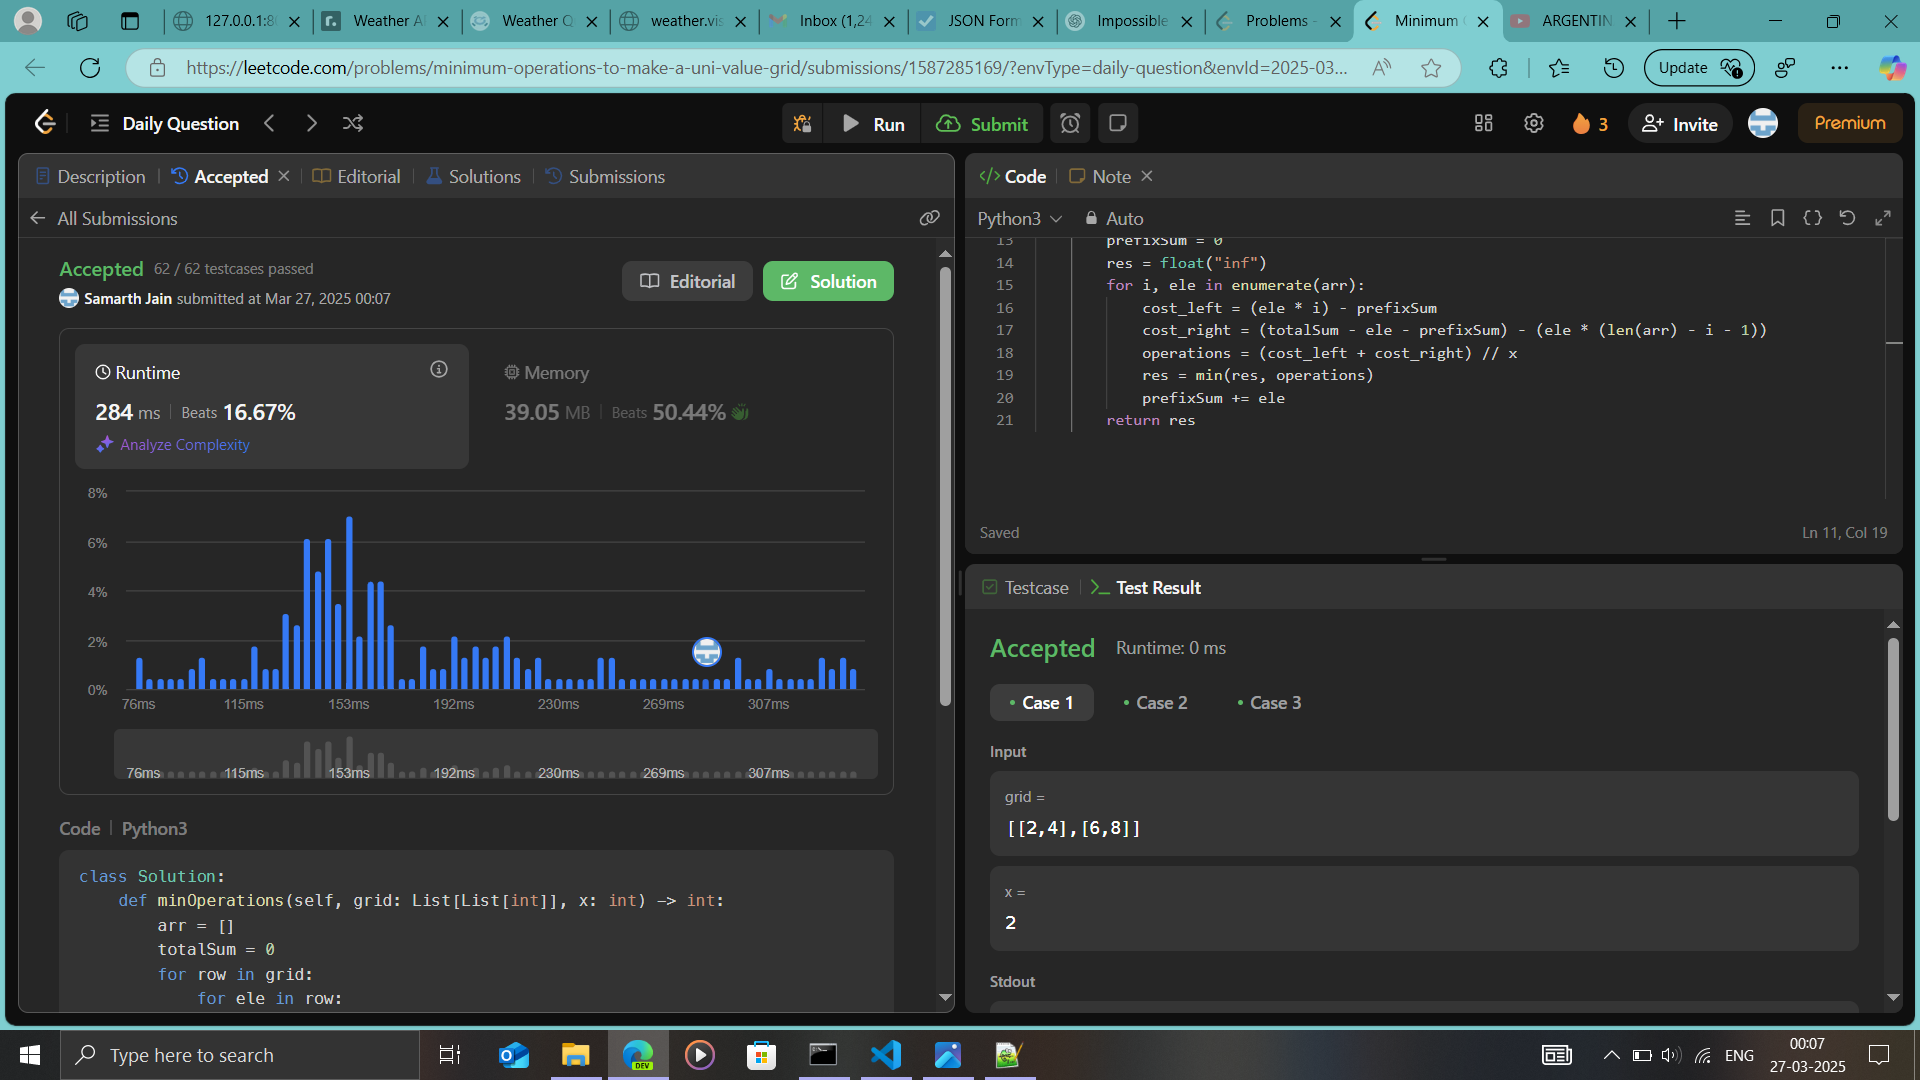 127.0.0.1:8
Weather A
Weather Q
weather.vis
Inbox (1,24
JSON Form
Impossible
Problems -
Minimum
ARGENTIN
https://leetcode.com/problems/minimum-operations-to-make-a-uni-value-grid/submissions/1587285169/?envType=daily-question&envId=2025-03...
Update
Daily Question
Run
Submit
3
Invite
Premium
Description
Accepted
Editorial
Solutions
Submissions
All Submissions
Accepted 62 / 62 testcases passed
Samarth Jain submitted at Mar 27, 2025 00:07
Editorial
Solution
Runtime
284 ms | Beats 16.67%
Analyze Complexity
Memory
39.05 MB | Beats 50.44%
8%
6%
4%
2%
0%
76ms 115ms 153ms 192ms 230ms 269ms 307ms
76ms 115ms 153ms 192ms 230ms 269ms 307ms
Code | Python3
class Solution:
    def minOperations(self, grid: List[List[int]], x: int) -> int:
        arr = []
        totalSum = 0
        for row in grid:
            for ele in row:
</> Code
Note
Python3
Auto
13 prefixSum = 0
14 res = float("inf")
15 for i, ele in enumerate(arr):
16     cost_left = (ele * i) - prefixSum
17     cost_right = (totalSum - ele - prefixSum) - (ele * (len(arr) - i - 1))
18     operations = (cost_left + cost_right) // x
19     res = min(res, operations)
20     prefixSum += ele
21 return res
Saved
Ln 11, Col 19
Testcase
Test Result
Accepted Runtime: 0 ms
Case 1
Case 2
Case 3
Input
grid =
[[2,4],[6,8]]
x =
2
Stdout
Type here to search
DEV
ENG
00:07
27-03-2025